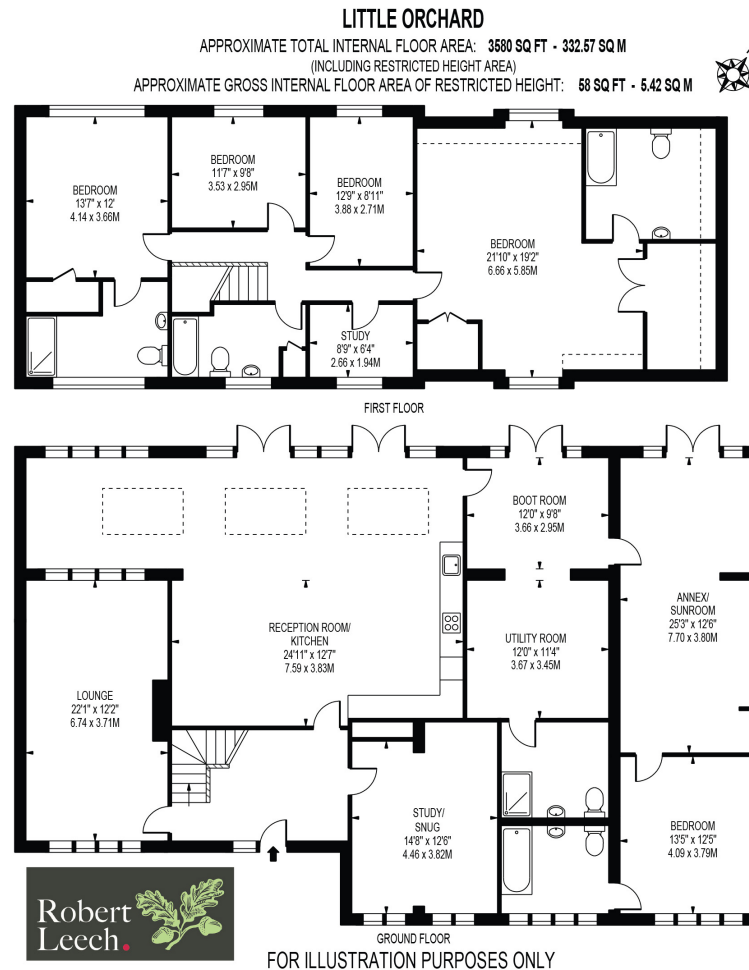 LITTLE ORCHARD
APPROXIMATE TOTAL INTERNAL FLOOR AREA: 3580 SQ FT - 332.57 SQ M
(INCLUDING RESTRICTED HEIGHT AREA)
APPROXIMATE GROSS INTERNAL FLOOR AREA OF RESTRICTED HEIGHT: 58 SQ FT - 5.42 SQ M
BEDROOM
13'7" x 12'
4.14 x 3.66M
BEDROOM
11'7" x 9'8"
3.53 x 2.95M
BEDROOM
12'9" x 8'11"
3.88 x 2.71M
BEDROOM
21'10" x 19'2"
6.66 x 5.85M
STUDY
8'9" x 6'4"
2.66 x 1.94M
FIRST FLOOR
BOOT ROOM
12'0" x 9'8"
3.66 x 2.95M
RECEPTION ROOM/
KITCHEN
24'11" x 12'7"
7.59 x 3.83M
UTILITY ROOM
12'0" x 11'4"
3.67 x 3.45M
ANNEX/
SUNROOM
25'3" x 12'6"
7.70 x 3.80M
LOUNGE
22'1" x 12'2"
6.74 x 3.71M
STUDY/
SNUG
14'8" x 12'6"
4.46 x 3.82M
BEDROOM
13'5" x 12'5"
4.09 x 3.79M
Robert
Leech.
GROUND FLOOR
FOR ILLUSTRATION PURPOSES ONLY